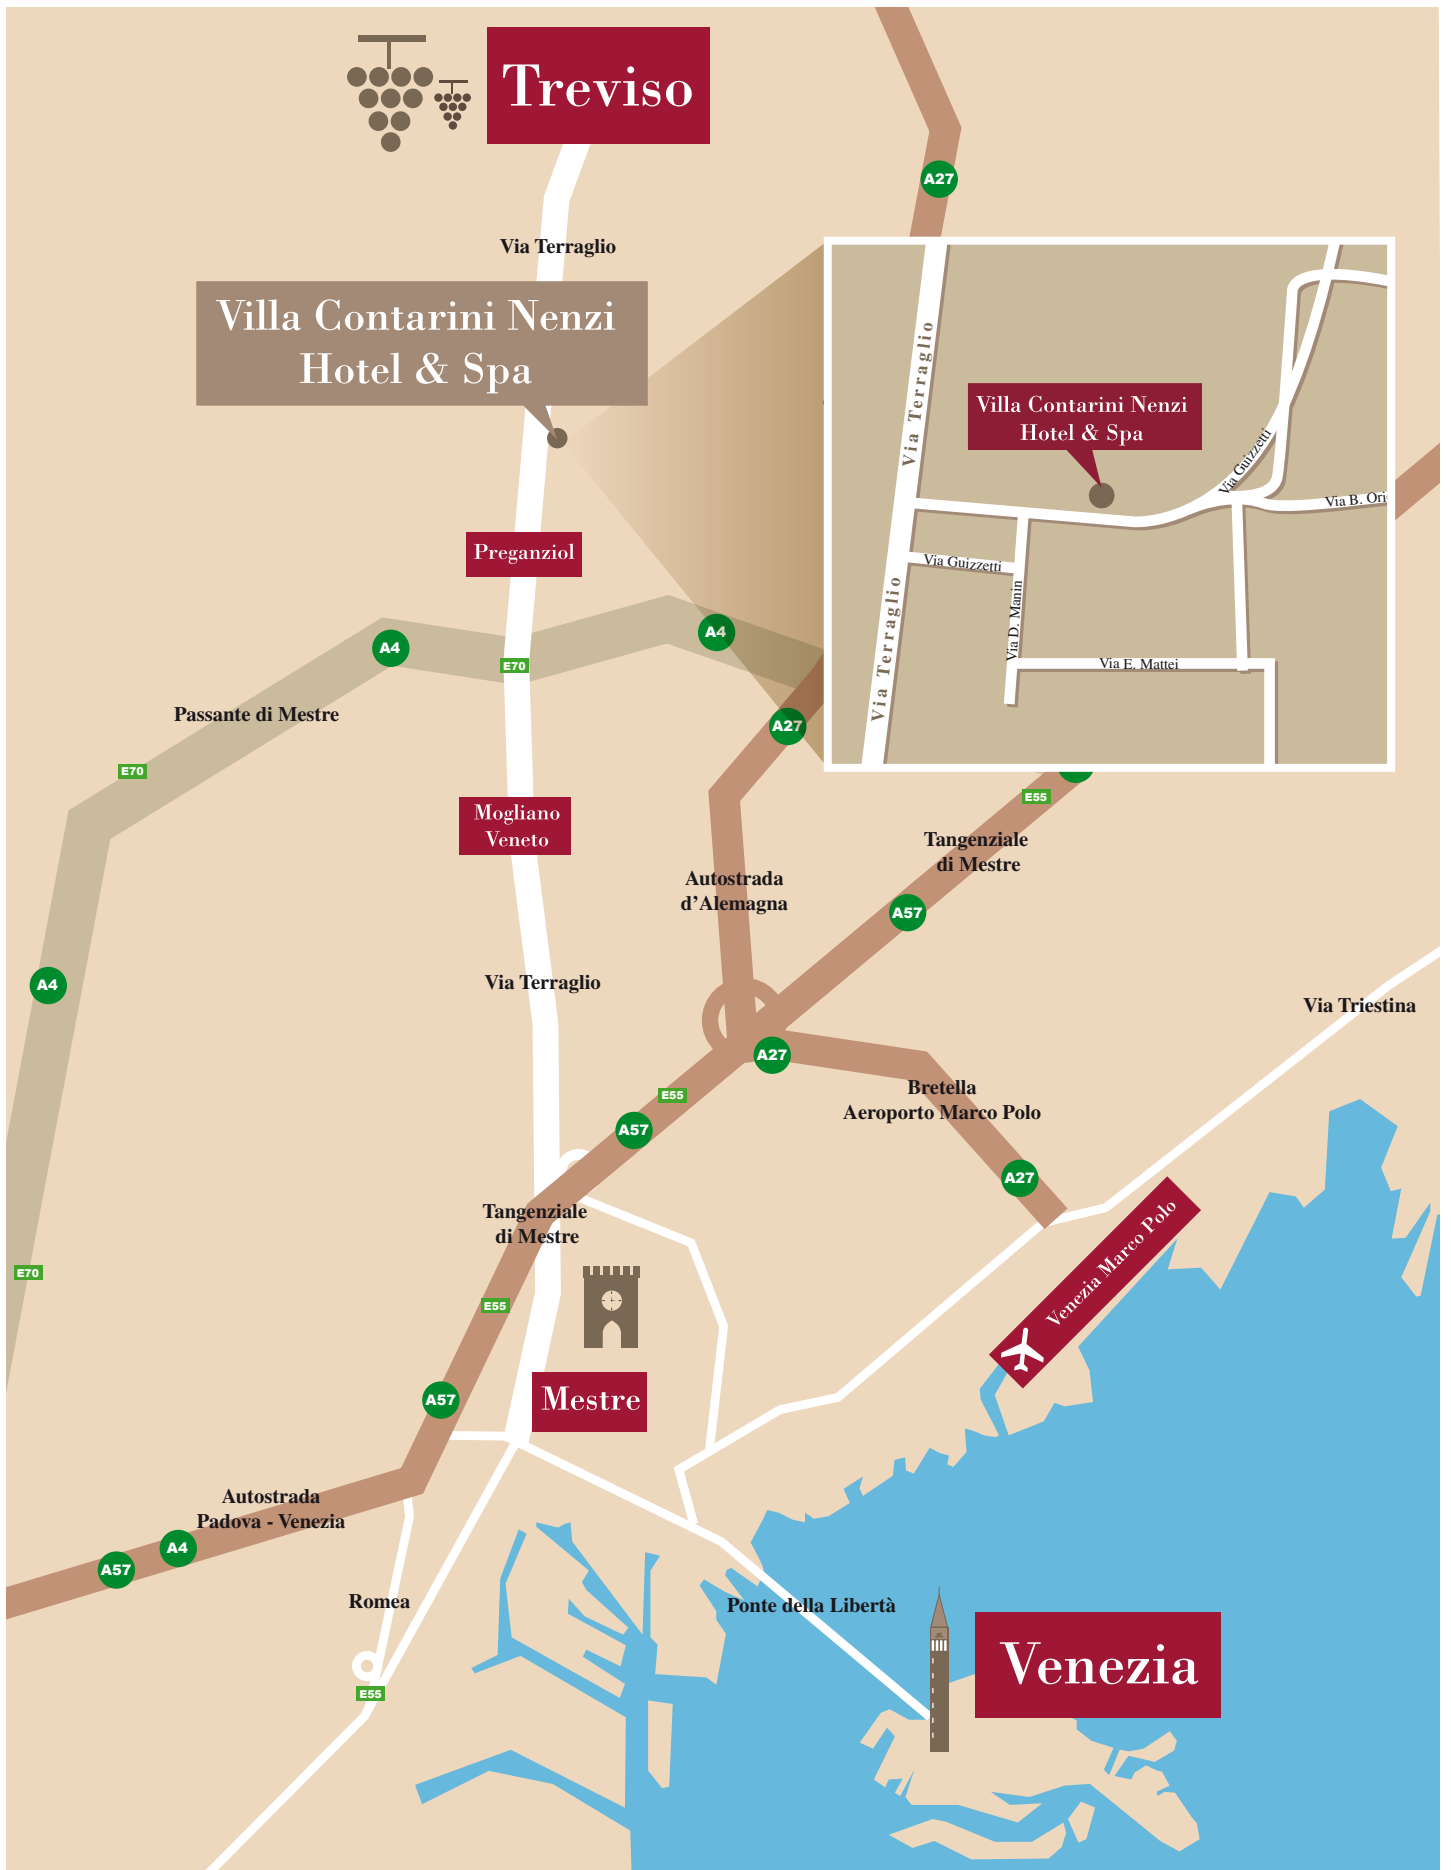 Treviso
A27
Via Terraglio
Villa Contarini Nenzi
Hotel & Spa
Via Terraglio
Villa Contarini Nenzi
Hotel & Spa
Via Guizzetti
Via B. Ori
Via Guizzetti
Via D. Manin
Via Terraglio
Via E. Mattei
Preganziol
A4
A4
E70
Passante di Mestre
A27
E70
E55
Mogliano
Veneto
Tangenziale
di Mestre
Autostrada
d’Alemagna
A57
A4
Via Terraglio
Via Triestina
A27
Bretella
Aeroporto Marco Polo
E55
A57
A27
Tangenziale
di Mestre
Venezia Marco Polo
E70
E55
A57
Mestre
Autostrada
Padova - Venezia
A4
A57
Romea
Ponte della Libertà
Venezia
E55